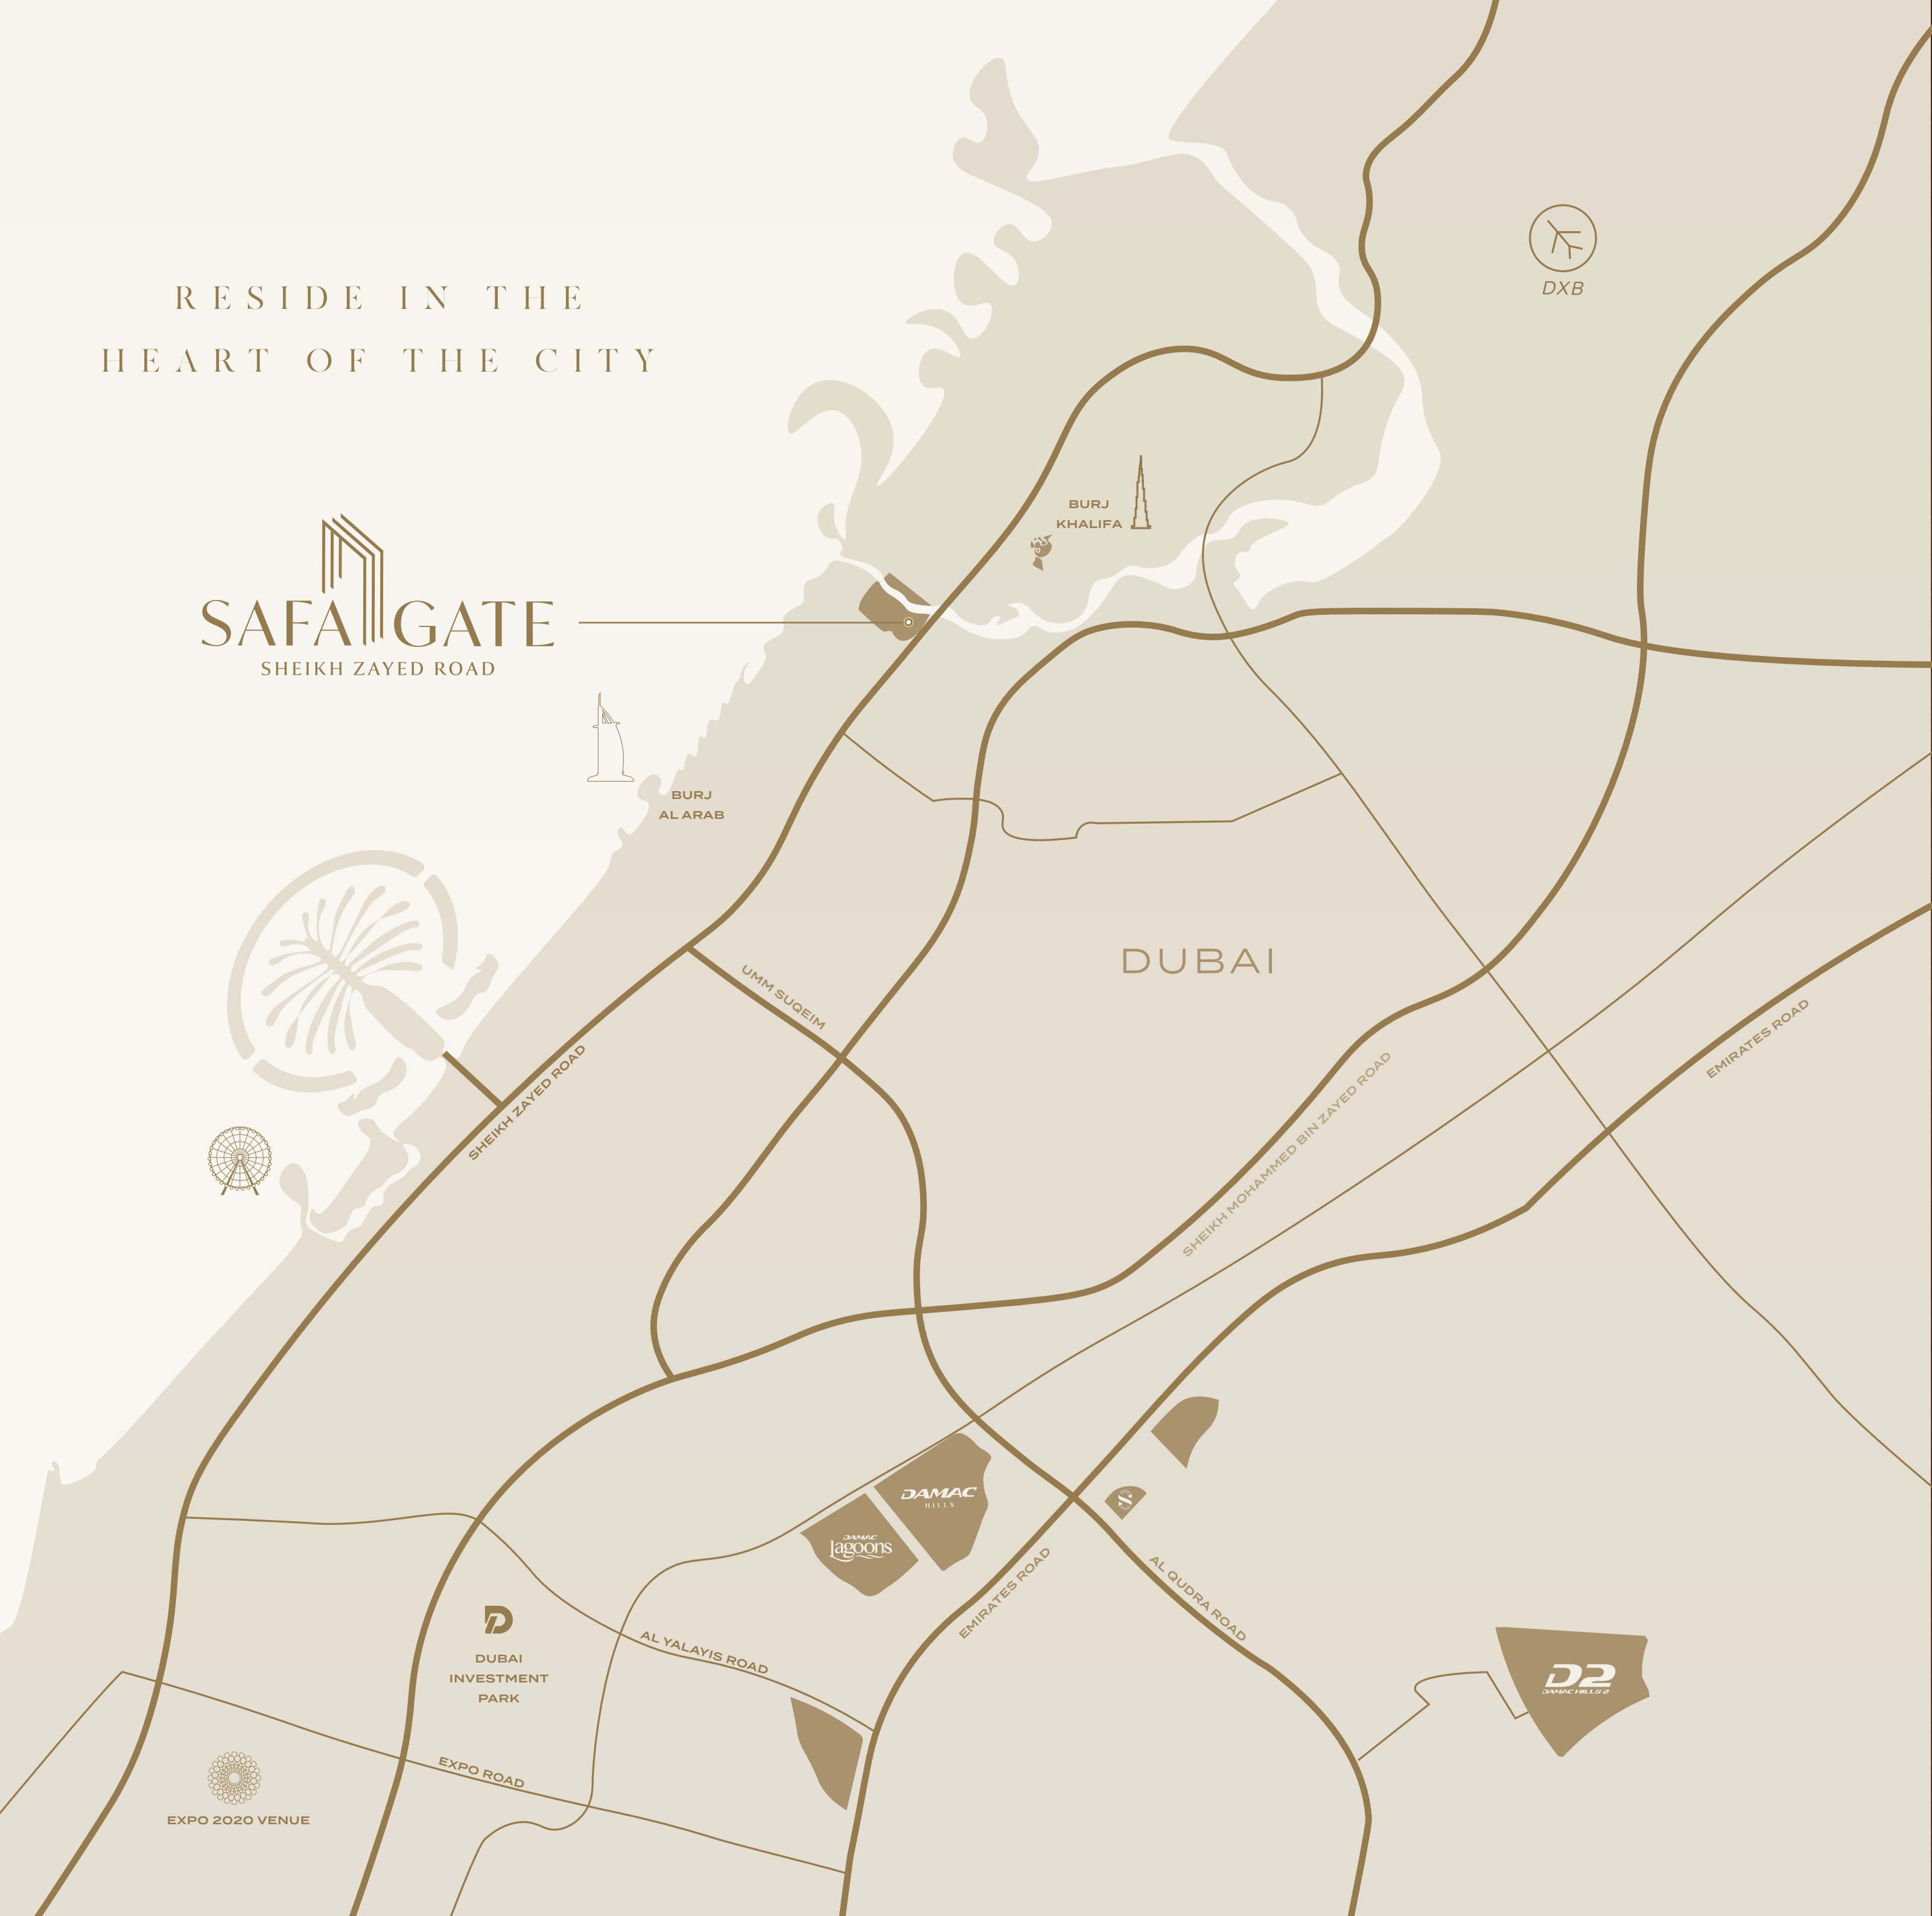 RESIDE IN THE
HEART OF THE CITY
SAFA GATE
SHEIKH ZAYED ROAD
DXB
BURJ
KHALIFA
BURJ
AL ARAB
DUBAI
UMM SUQEIM
SHEIKH ZAYED ROAD
SHEIKH MOHAMMED BIN ZAYED ROAD
EMIRATES ROAD
DAMAC
HILLS
DAMAC
lagoons
S
EMIRATES ROAD
AL QUDRA ROAD
AL YALAYIS ROAD
D2
DAMAC HILLS 2
DUBAI
INVESTMENT
PARK
EXPO ROAD
EXPO 2020 VENUE